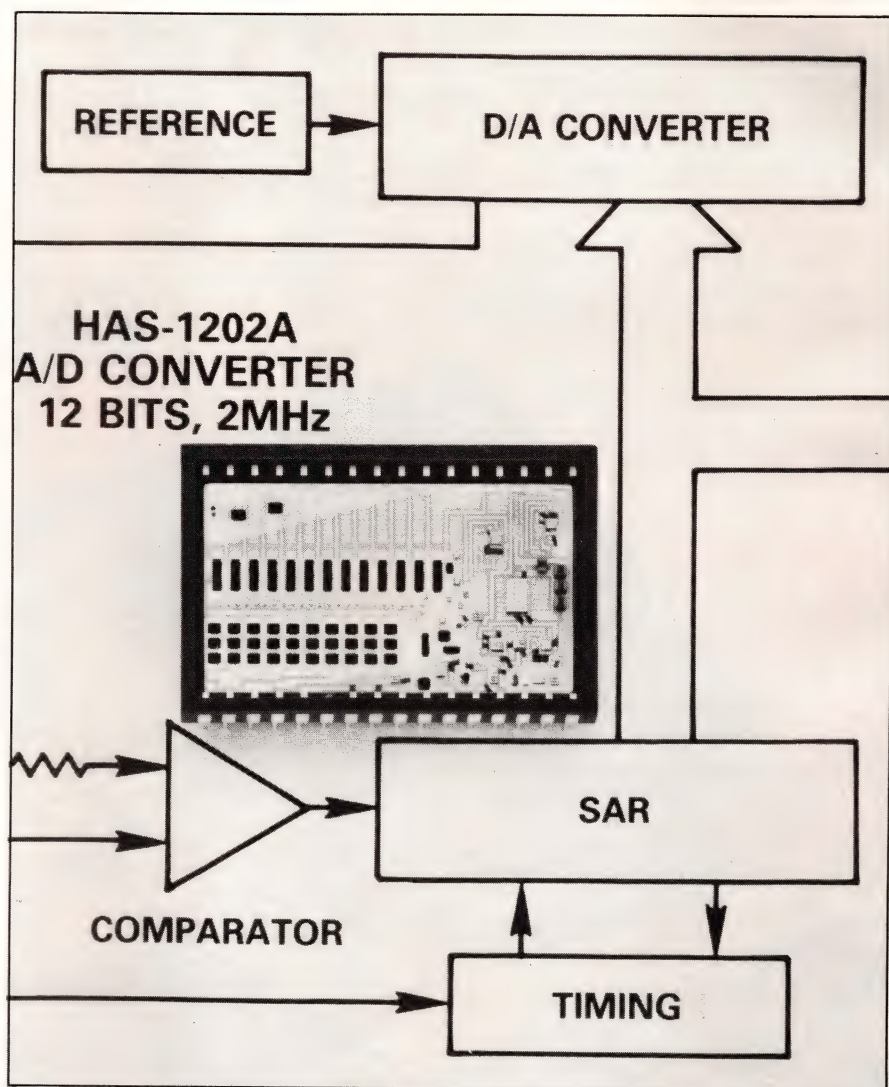 REFERENCE
D/A CONVERTER
HAS-1202A
A/D CONVERTER
12 BITS, 2MHz
SAR
COMPARATOR
TIMING